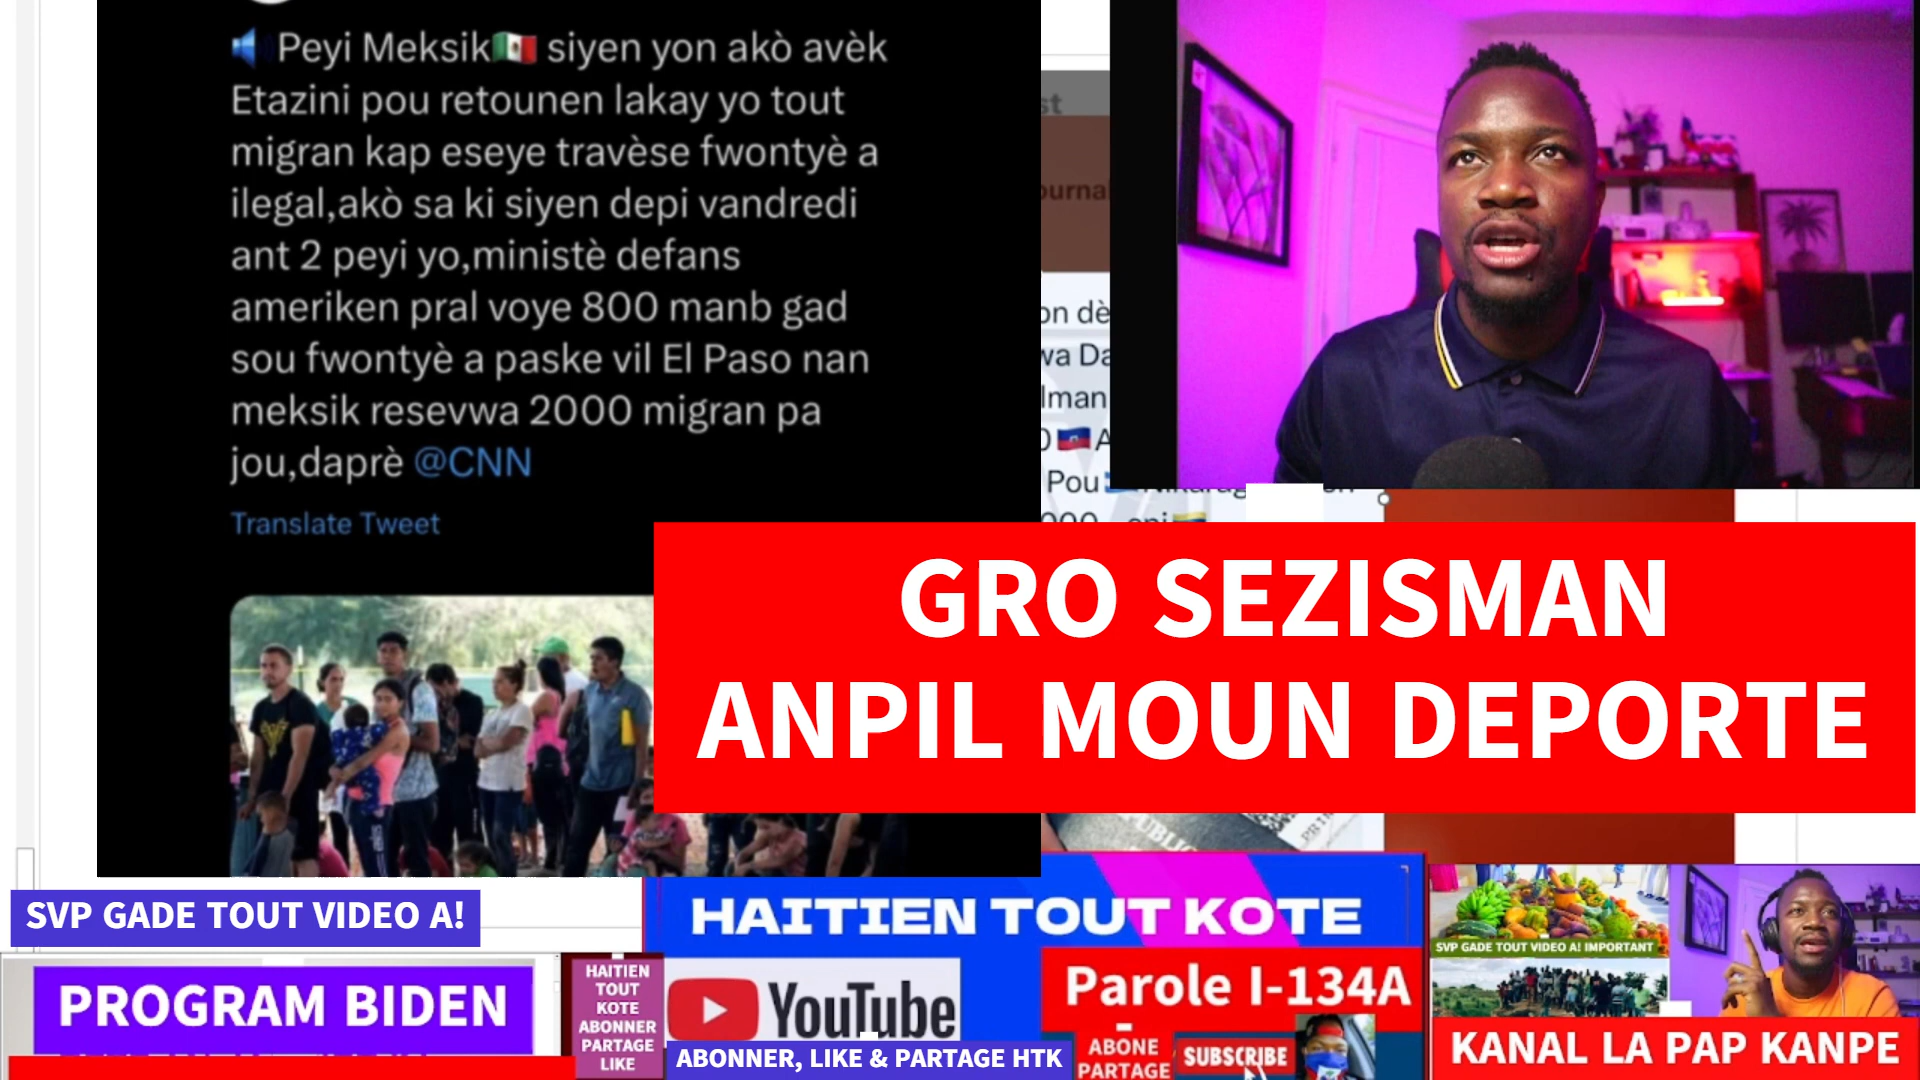 🔊Peyi Meksik🇲🇽 siyen yon akò avèk
Etazini pou retounen lakay yo tout
migran kap eseye travèse fwontyè a
ilegal,akò sa ki siyen depi vandredi
ant 2 peyi yo,ministè defans
ameriken pral voye 800 manb gad
sou fwontyè a paske vil El Paso nan
meksik resevwa 2000 migran pa
jou,daprè @CNN
Translate Tweet
on dè
Pou
GRO SEZISMAN
ANPIL MOUN DEPORTE
SVP GADE TOUT VIDEO A!
PROGRAM BIDEN
HAITIEN
TOUT
KOTE
ABONNER
PARTAGE
LIKE
HAITIEN TOUT KOTE
YouTube
ABONNER, LIKE & PARTAGE HTK
Parole I-134A
ABONE
PARTAGE
SUBSCRIBE
SVP GADE TOUT VIDEO A! IMPORTANT
KANAL LA PAP KANPE